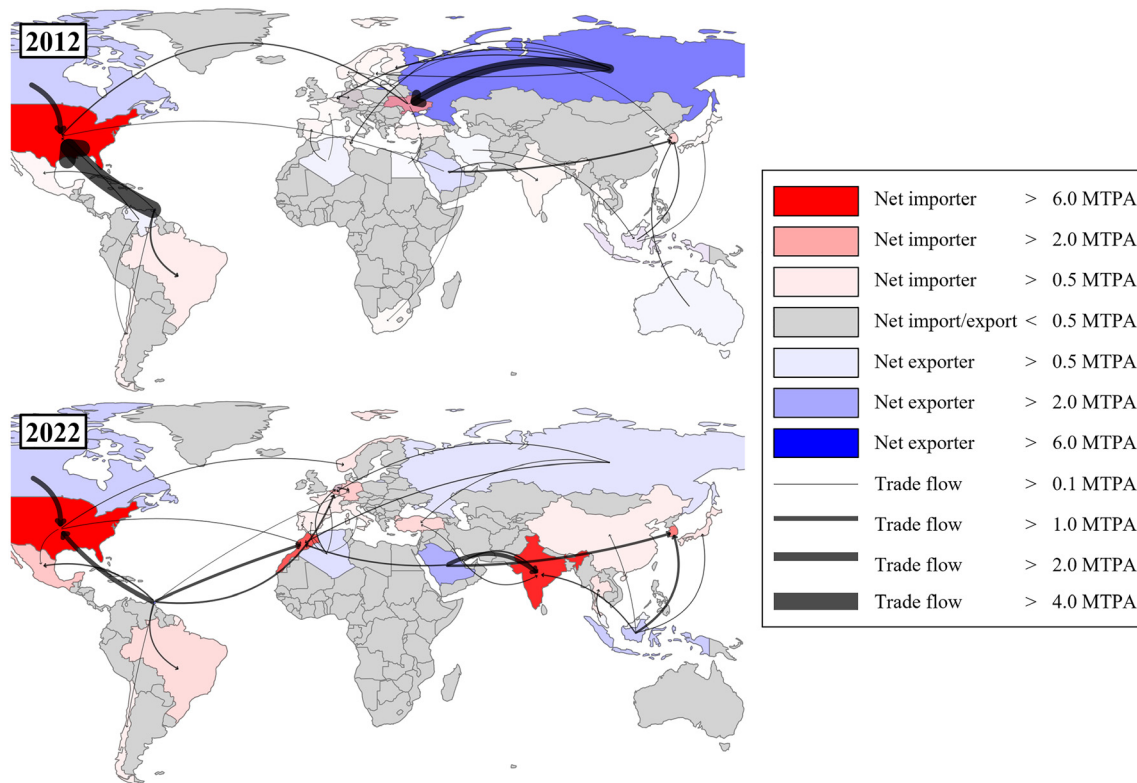 2012
2022
Net importer > 6.0 MTPA
Net importer > 2.0 MTPA
Net importer > 0.5 MTPA
Net import/export < 0.5 MTPA
Net exporter > 0.5 MTPA
Net exporter > 2.0 MTPA
Net exporter > 6.0 MTPA
Trade flow > 0.1 MTPA
Trade flow > 1.0 MTPA
Trade flow > 2.0 MTPA
Trade flow > 4.0 MTPA